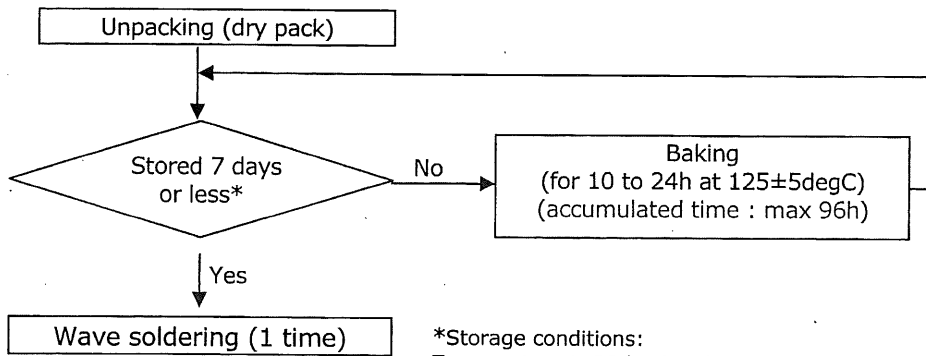 Unpacking (dry pack)
Stored 7 days
or less*
No
Baking
(for 10 to 24h at 125±5degC)
(accumulated time : max 96h)
Yes
Wave soldering (1 time)
*Storage conditions: